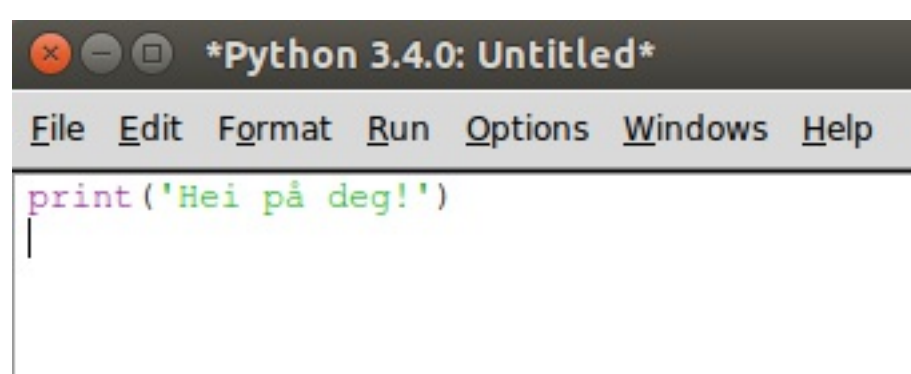 *Python 3.4.0: Untitled*
File Edit Format Run Options Windows Help
print('Hei på deg!')